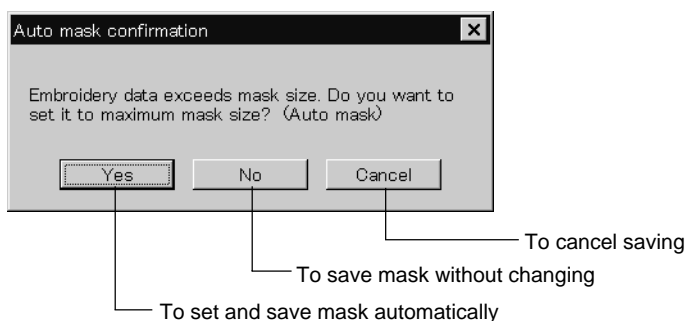 Auto mask confirmation
Embroidery data exceeds mask size. Do you want to
set it to maximum mask size? (Auto mask)
Yes No Cancel
To cancel saving
To save mask without changing
To set and save mask automatically